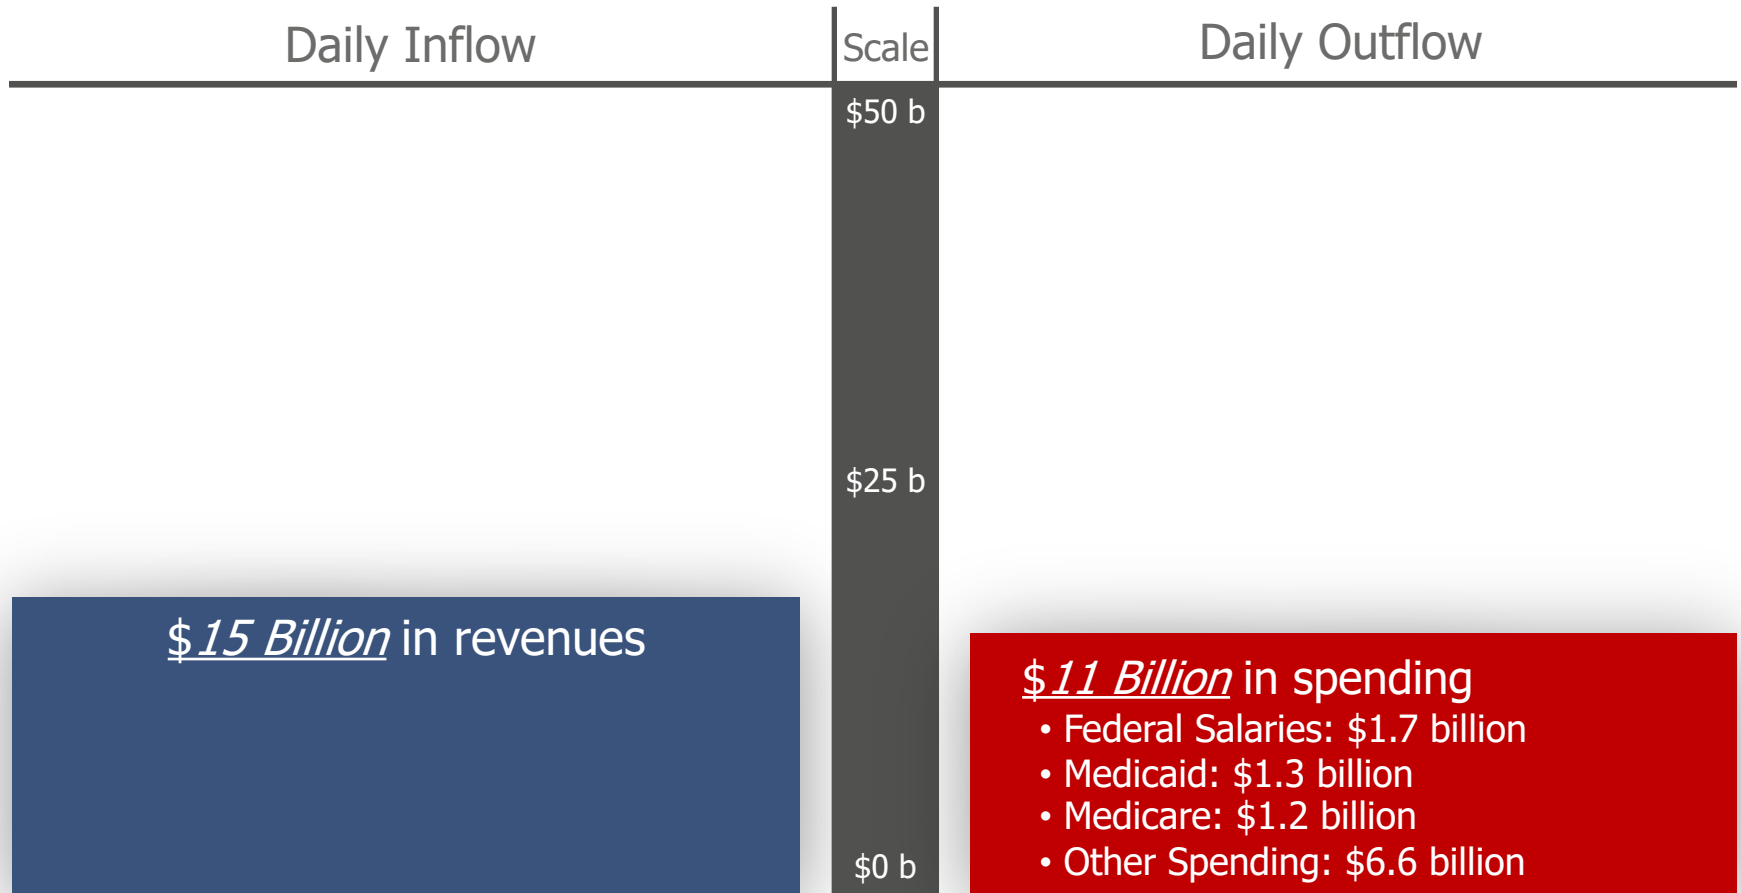 Daily Inflow
Scale
Daily Outflow
$50 b
$25 b
$0 b
$15 Billion in revenues
$11 Billion in spending
• Federal Salaries: $1.7 billion
• Medicaid: $1.3 billion
• Medicare: $1.2 billion
• Other Spending: $6.6 billion